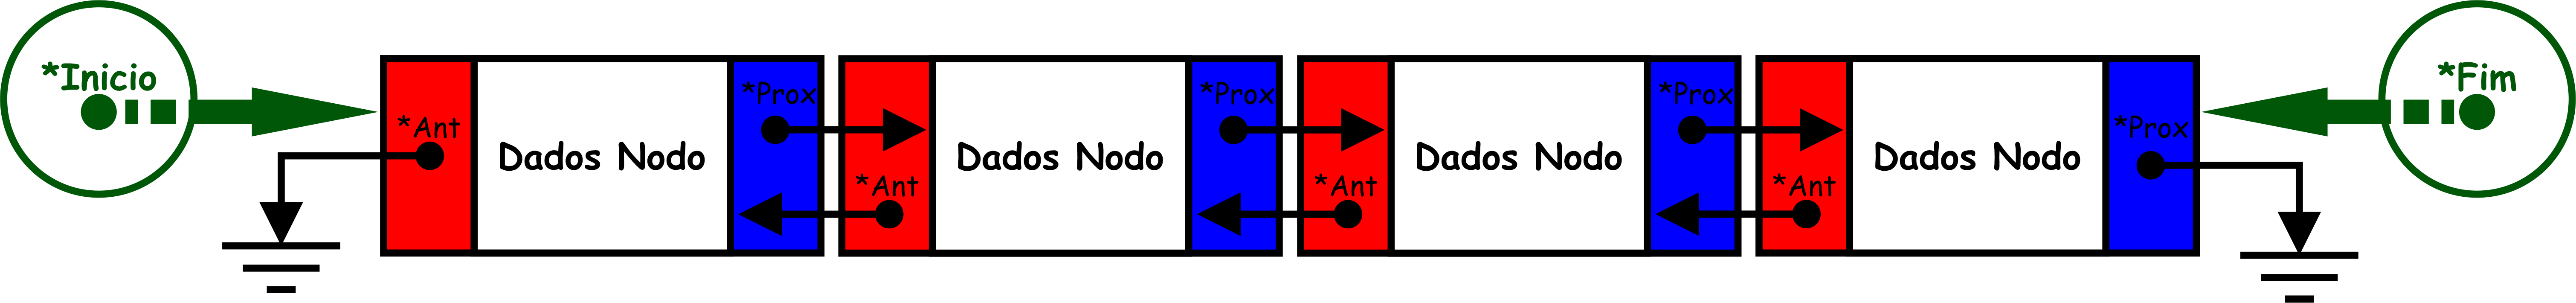 *Inicio
*Ant
Dados Nodo
*Prox
*Ant
Dados Nodo
*Prox
*Ant
Dados Nodo
*Prox
*Ant
Dados Nodo
*Prox
*Fim